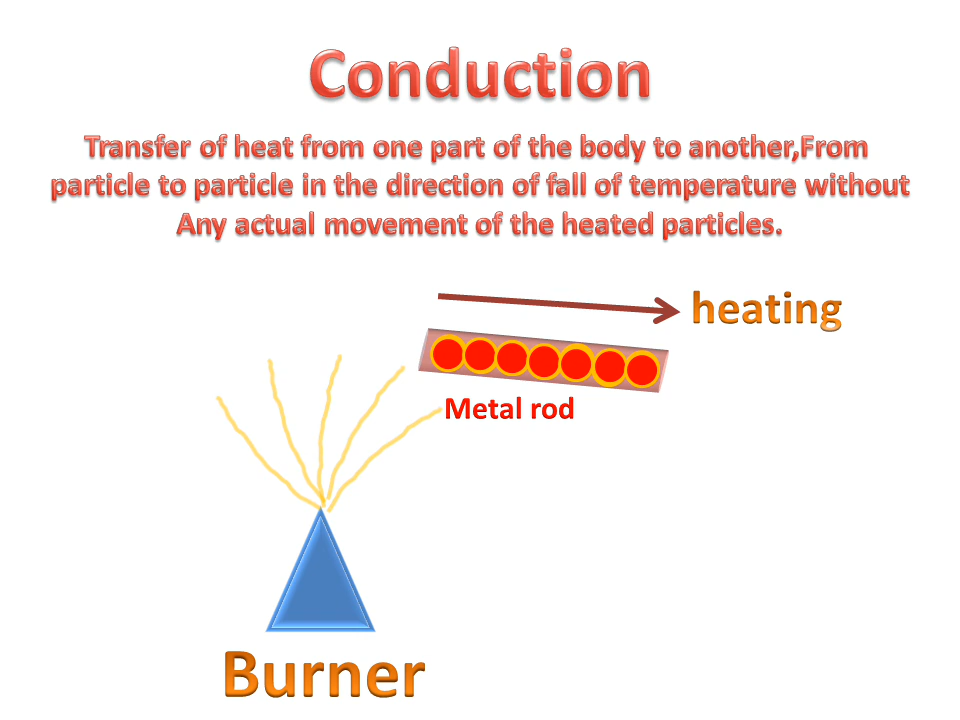 Conduction
Transfer of heat from one part of the body to another,From
particle to particle in the direction of fall of temperature without
Any actual movement of the heated particles.
heating
Metal rod
Burner